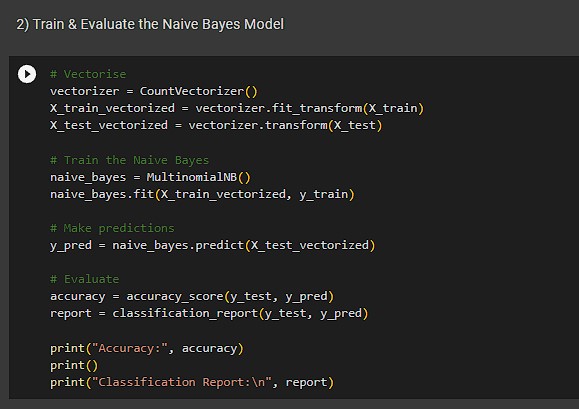 2) Train & Evaluate the Naive Bayes Model
# Vectorise
vectorizer = CountVectorizer()
X_train_vectorized = vectorizer.fit_transform(X_train)
X_test_vectorized = vectorizer.transform(X_test)
# Train the Naive Bayes
naive_bayes = MultinomialNB()
naive_bayes.fit(X_train_vectorized, y_train)
# Make predictions
y_pred = naive_bayes.predict(X_test_vectorized)
# Evaluate
accuracy = accuracy_score(y_test, y_pred)
report = classification_report(y_test, y_pred)
print("Accuracy:", accuracy)
print()
print("Classification Report:\n", report)